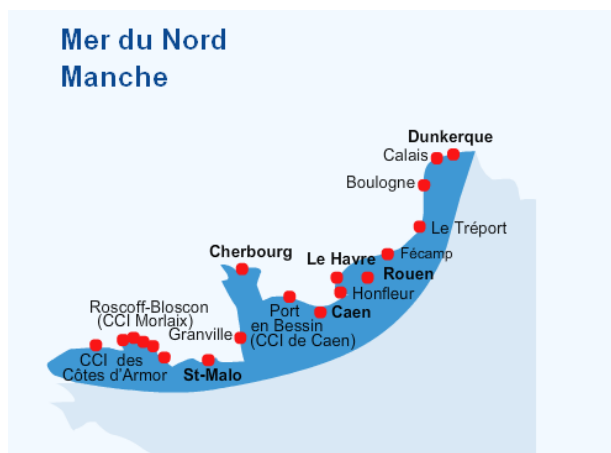 Mer du Nord
Manche
Dunkerque
Calais
Boulogne
Le Tréport
Cherbourg
Le Havre
Fécamp
Rouen
Honfleur
Roscoff-Bloscon
(CCI Morlaix)
Granville
Port
en Bessin
(CCI de Caen)
Caen
CCI des
Côtes d'Armor
St-Malo